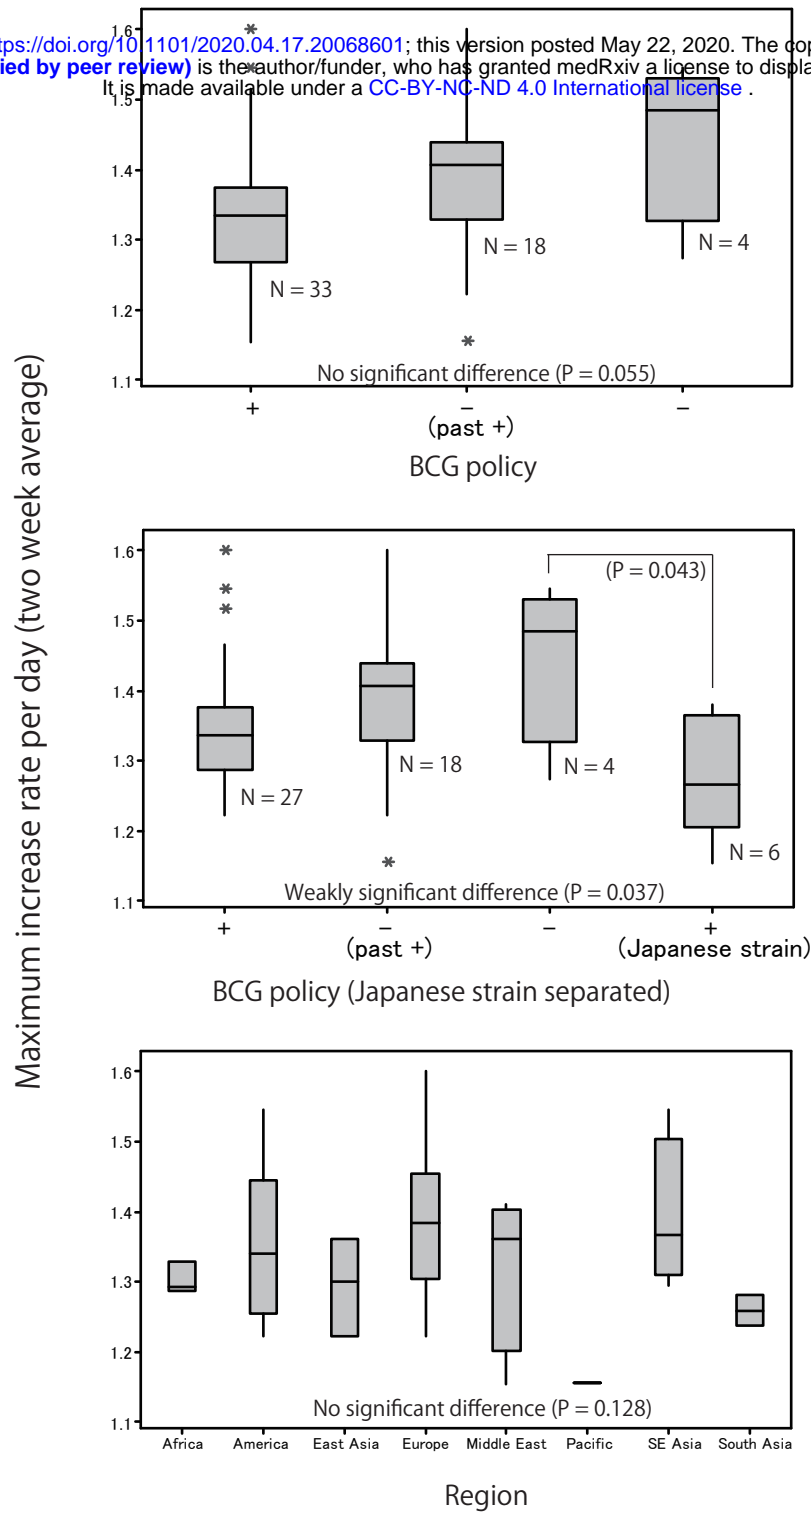 ttps://doi.org/10.1101/2020.04.17.20068601; this version posted May 22, 2020. The cop
ied by peer review) is the author/funder, who has granted medRxiv a license to displa
It is made available under a CC-BY-NC-ND 4.0 International license .
Maximum increase rate per day (two week average)
1.6
1.5
1.4
1.3
1.2
1.1
N = 33
N = 18
N = 4
No significant difference (P = 0.055)
+
−
−
(past +)
BCG policy
1.6
1.5
1.4
1.3
1.2
1.1
(P = 0.043)
N = 27
N = 18
N = 4
N = 6
Weakly significant difference (P = 0.037)
+
−
−
+
(past +)
(Japanese strain)
BCG policy (Japanese strain separated)
1.6
1.5
1.4
1.3
1.2
1.1
No significant difference (P = 0.128)
Africa America East Asia Europe Middle East Pacific SE Asia South Asia
Region